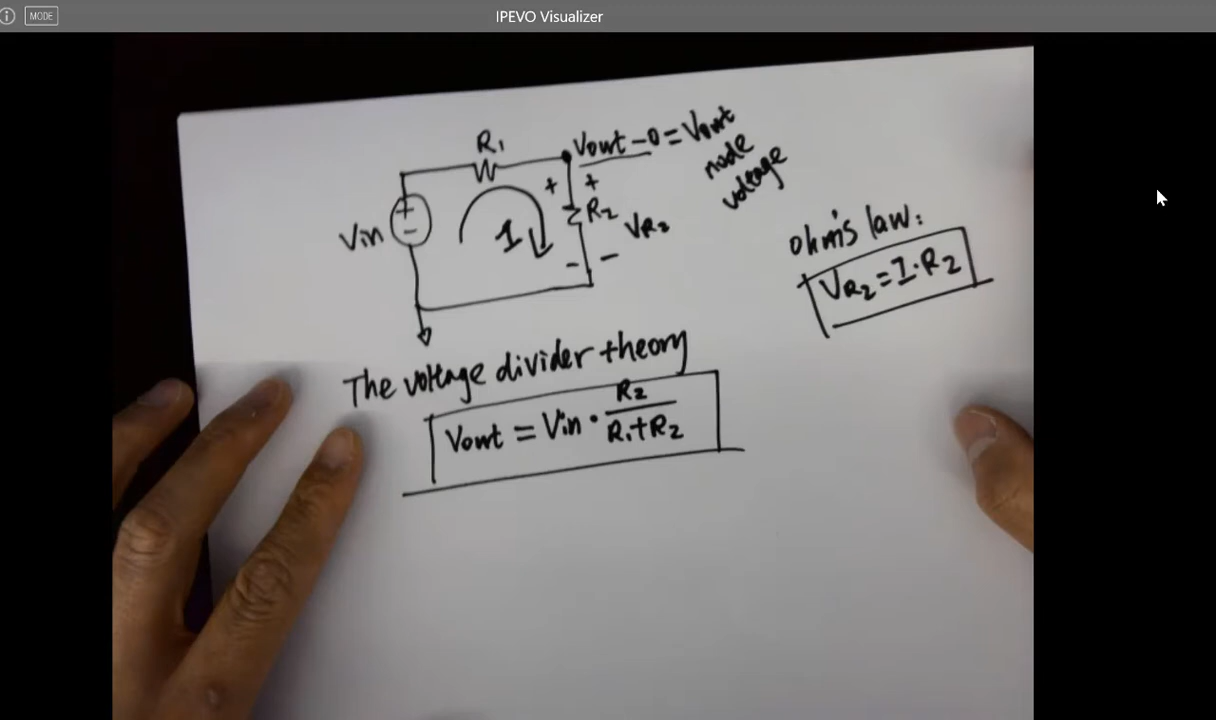 MODE
IPEVO Visualizer
R₁
Vout - 0 = Vout
node
voltage
+ +
+
-
Vin
I
R₂
VR₂
- -
ohm's law:
VR₂ = I · R₂
The voltage divider theory
Vout = Vin · R₂
R₁ + R₂